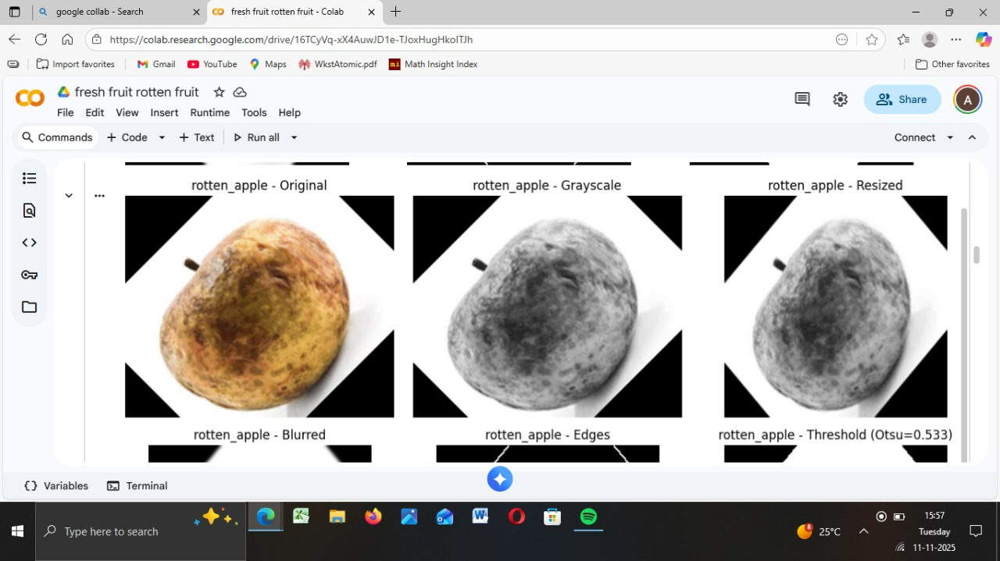 google collab - Search
fresh fruit rotten fruit - Colab
https://colab.research.google.com/drive/16TCyVq-xX4AuwJD1e-TJoxHugHkoITJh
Import favorites
Gmail
YouTube
Maps
WkstAtomic.pdf
mi
Math Insight Index
Other favorites
fresh fruit rotten fruit
File Edit View Insert Runtime Tools Help
Share
A
Commands
+ Code
+ Text
Run all
Connect
rotten_apple - Original
rotten_apple - Grayscale
rotten_apple - Resized
rotten_apple - Blurred
rotten_apple - Edges
rotten_apple - Threshold (Otsu=0.533)
{} Variables
Terminal
Type here to search
8
25°C
15:57
Tuesday
11-11-2025